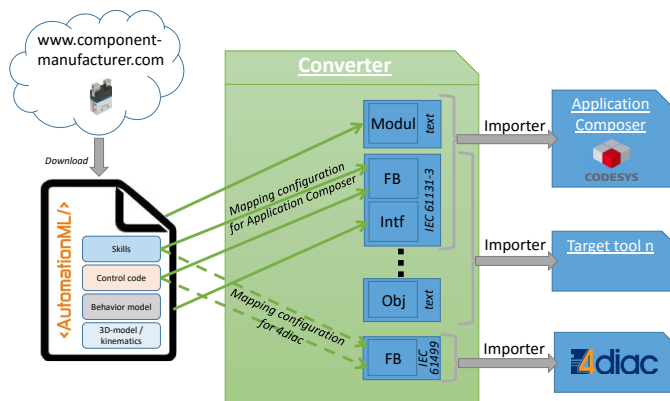 www.component-
manufacturer.com
Download
<AutomationML/>
Skills
Control code
Behavior model
3D-model /
kinematics
Converter
Mapping configuration
for Application Composer
Mapping configuration
for 4diac
Modul
text
FB
Intf
IEC 61131-3
Obj
text
FB
IEC
61499
Importer
Application
Composer
CODESYS
Importer
Target tool n
Importer
4diac